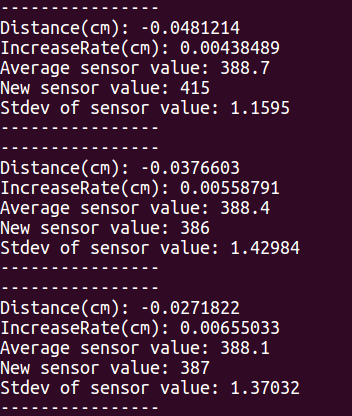 ----------------
Distance(cm): -0.0481214
IncreaseRate(cm): 0.00438489
Average sensor value: 388.7
New sensor value: 415
Stdev of sensor value: 1.1595
----------------
----------------
Distance(cm): -0.0376603
IncreaseRate(cm): 0.00558791
Average sensor value: 388.4
New sensor value: 386
Stdev of sensor value: 1.42984
----------------
----------------
Distance(cm): -0.0271822
IncreaseRate(cm): 0.00655033
Average sensor value: 388.1
New sensor value: 387
Stdev of sensor value: 1.37032
----------------